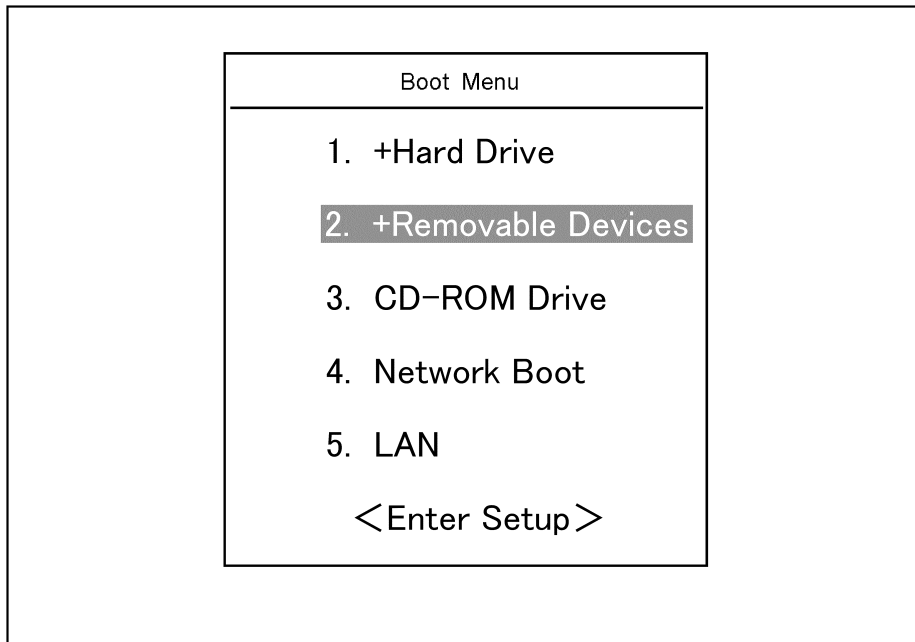 Boot Menu
1. +Hard Drive
2. +Removable Devices
3. CD-ROM Drive
4. Network Boot
5. LAN
<Enter Setup>